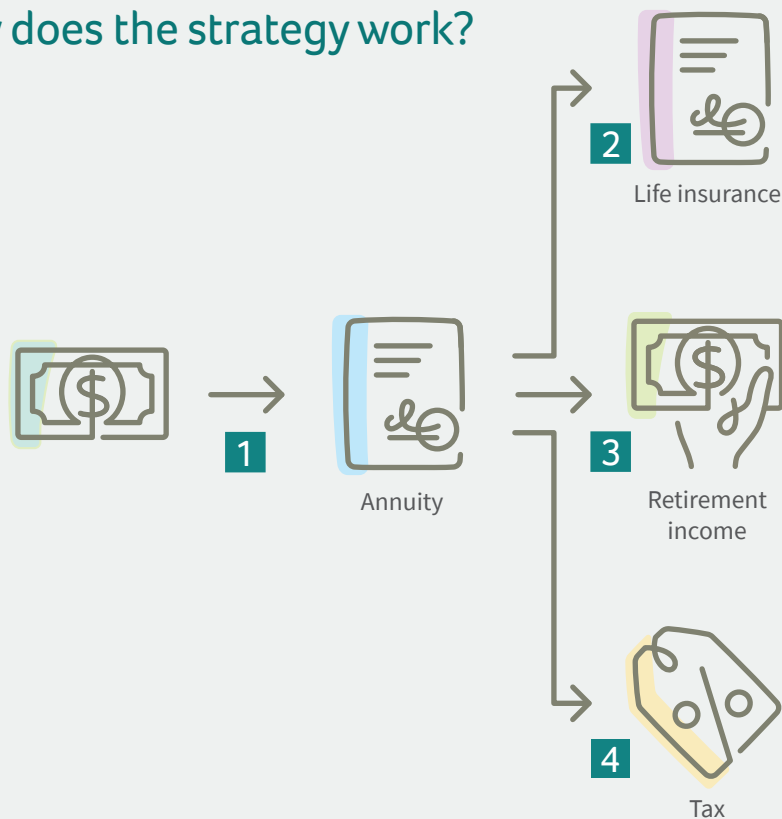 does the strategy work?
2
Life insurance
$
$
1
3
Annuity
Retirement
income
4
Tax